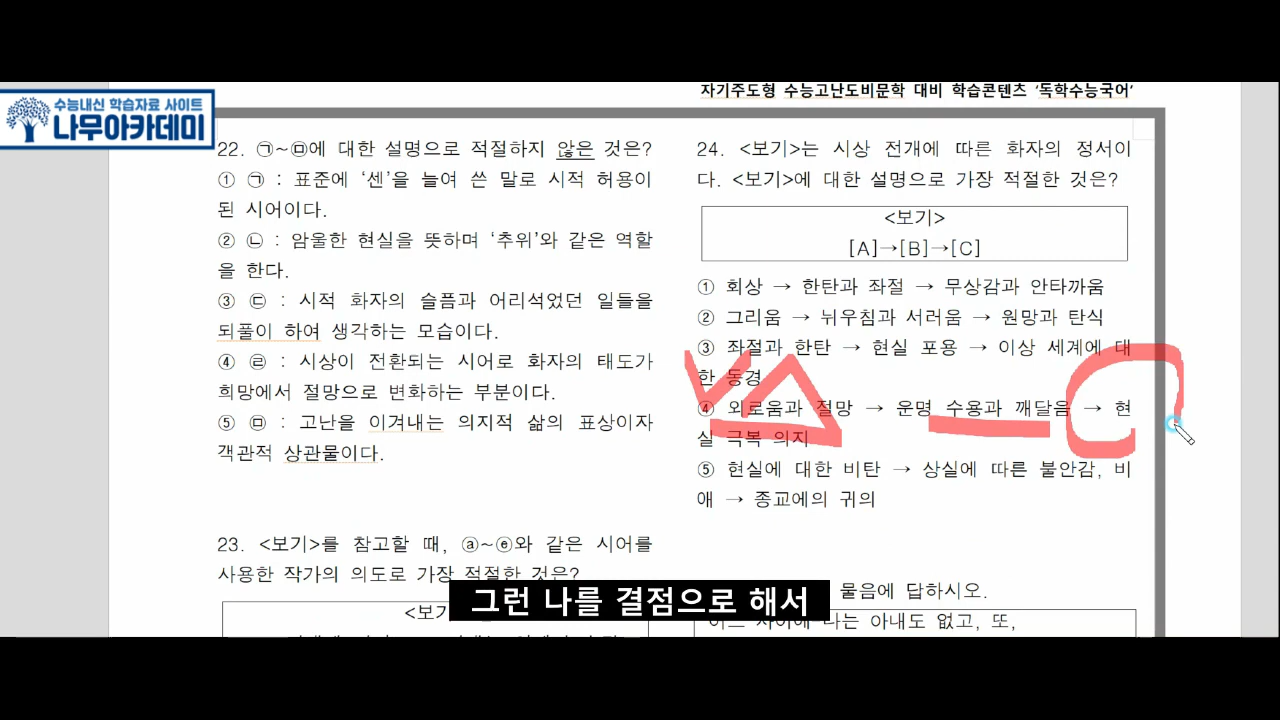 자기주도형 수능고난도비문학 대비 학습콘텐츠 '독학수능국어'
수능내신 학습자료 사이트
나무아카데미
22. ㉠~㉤에 대한 설명으로 적절하지 않은 것은?
① ㉠ : 표준에 '센'을 늘여 쓴 말로 시적 허용이
된 시어이다.
② ㉡ : 암울한 현실을 뜻하며 '추위'와 같은 역할
을 한다.
③ ㉢ : 시적 화자의 슬픔과 어리석었던 일들을
되풀이 하여 생각하는 모습이다.
④ ㉣ : 시상이 전환되는 시어로 화자의 태도가
희망에서 절망으로 변화하는 부분이다.
⑤ ㉤ : 고난을 이겨내는 의지적 삶의 표상이자
객관적 상관물이다.
23. <보기>를 참고할 때, ⓐ~ⓔ와 같은 시어를
사용한 작가의 의도로 가장 적절한 것은?
<보기
24. <보기>는 시상 전개에 따른 화자의 정서이
다. <보기>에 대한 설명으로 가장 적절한 것은?
<보기>
[A]→[B]→[C]
① 회상 → 한탄과 좌절 → 무상감과 안타까움
② 그리움 → 뉘우침과 서러움 → 원망과 탄식
③ 좌절과 한탄 → 현실 포용 → 이상 세계에 대
한 동경
④ 외로움과 절망 → 운명 수용과 깨달음 → 현
실 극복 의지
⑤ 현실에 대한 비탄 → 상실에 따른 불안감, 비
애 → 종교에의 귀의
물음에 답하시오.
어느 사이에 나는 아내도 없고, 또,
그런 나를 결점으로 해서